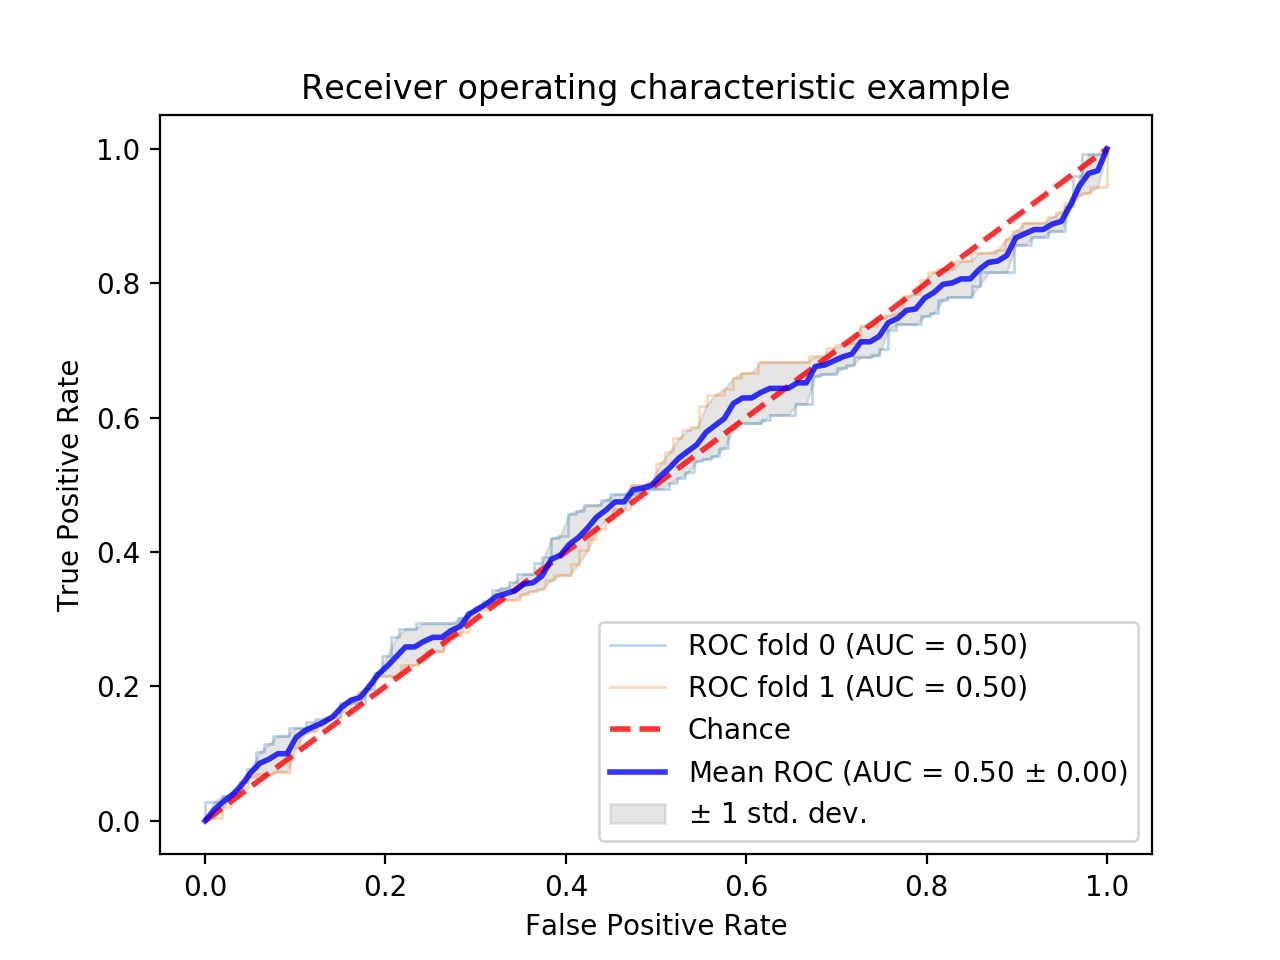 Receiver operating characteristic example
1.0
0.8
0.6
0.4
0.2
0.0
True Positive Rate
ROC fold 0 (AUC = 0.50)
ROC fold 1 (AUC = 0.50)
Chance
Mean ROC (AUC = 0.50 ± 0.00)
± 1 std. dev.
0.0 0.2 0.4 0.6 0.8 1.0
False Positive Rate